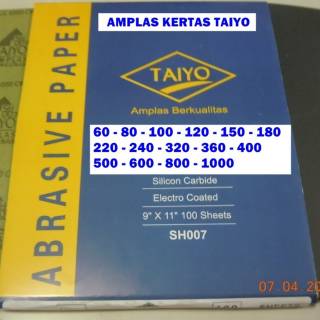 AMPLAS KERTAS TAIYO
ABRASIVE PAPER
TAIYO
Amplas Berkualitas
60 - 80 - 100 - 120 - 150 - 180
220 - 240 - 320 - 360 - 400
500 - 600 - 800 - 1000
Silicon Carbide
Electro Coated
9" X 11" 100 Sheets
SH007
07 04 20
SHEETS